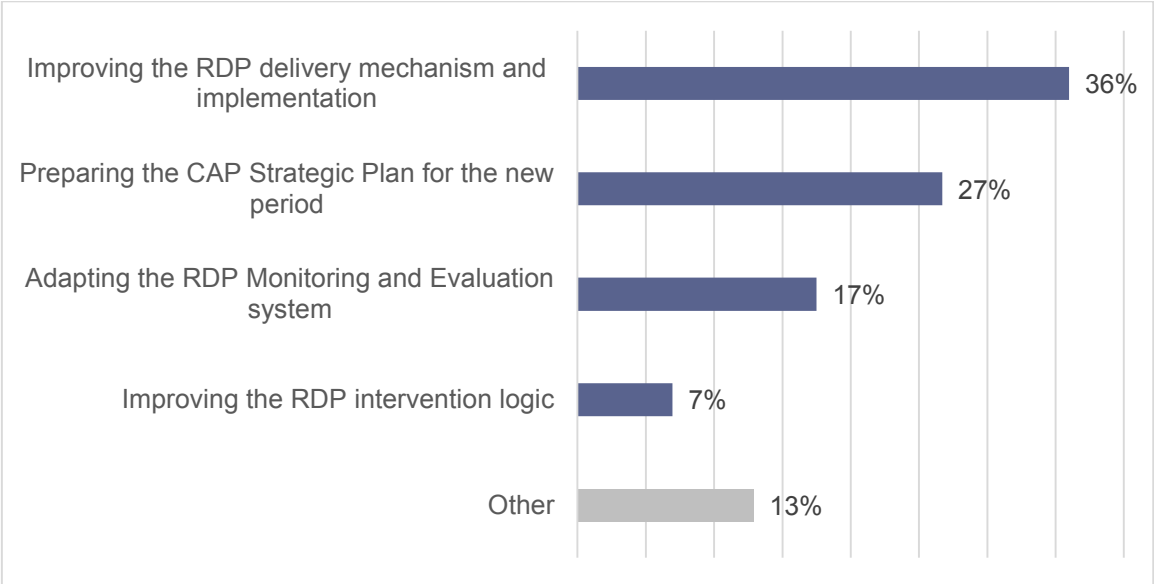 Improving the RDP delivery mechanism and
implementation
36%
Preparing the CAP Strategic Plan for the new
period
27%
Adapting the RDP Monitoring and Evaluation
system
17%
Improving the RDP intervention logic
7%
Other
13%